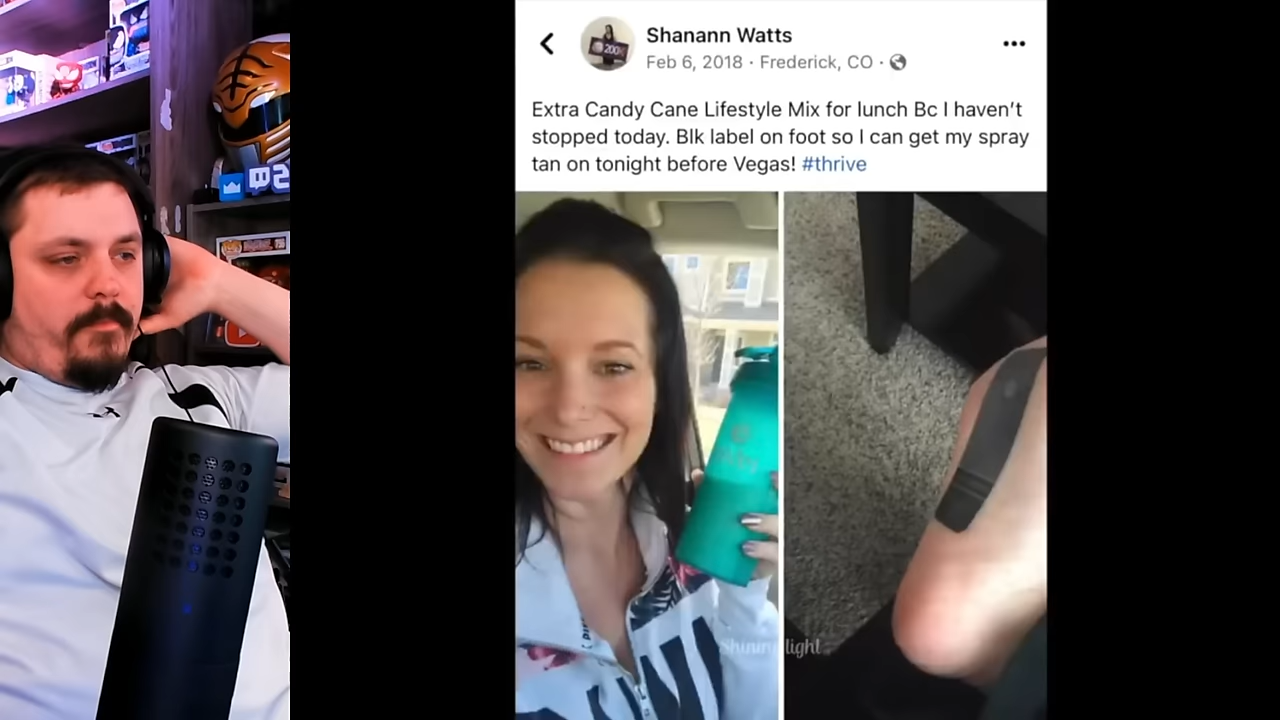 Shanann Watts
Feb 6, 2018 · Frederick, CO ·
Extra Candy Cane Lifestyle Mix for lunch Bc I haven't
stopped today. Blk label on foot so I can get my spray
tan on tonight before Vegas! #thrive
200K